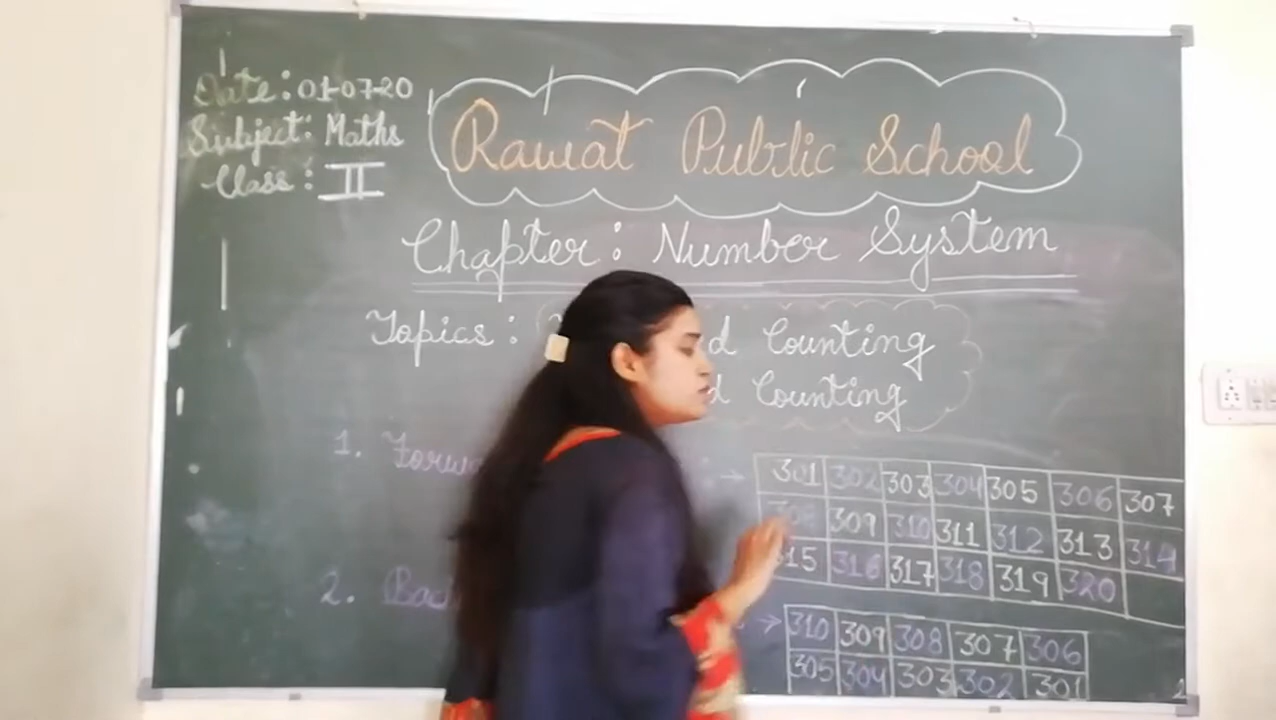 Date: 01-07-20
Subject: Maths
Class: II
Rawat Public School
Chapter: Number System
Topics: Counting
Counting
1.
301 302 303 304 305 306 307
308 309 310 311 312 313 314
315 316 317 318 319 320
2.
310 309 308 307 306
305 304 303 302 301